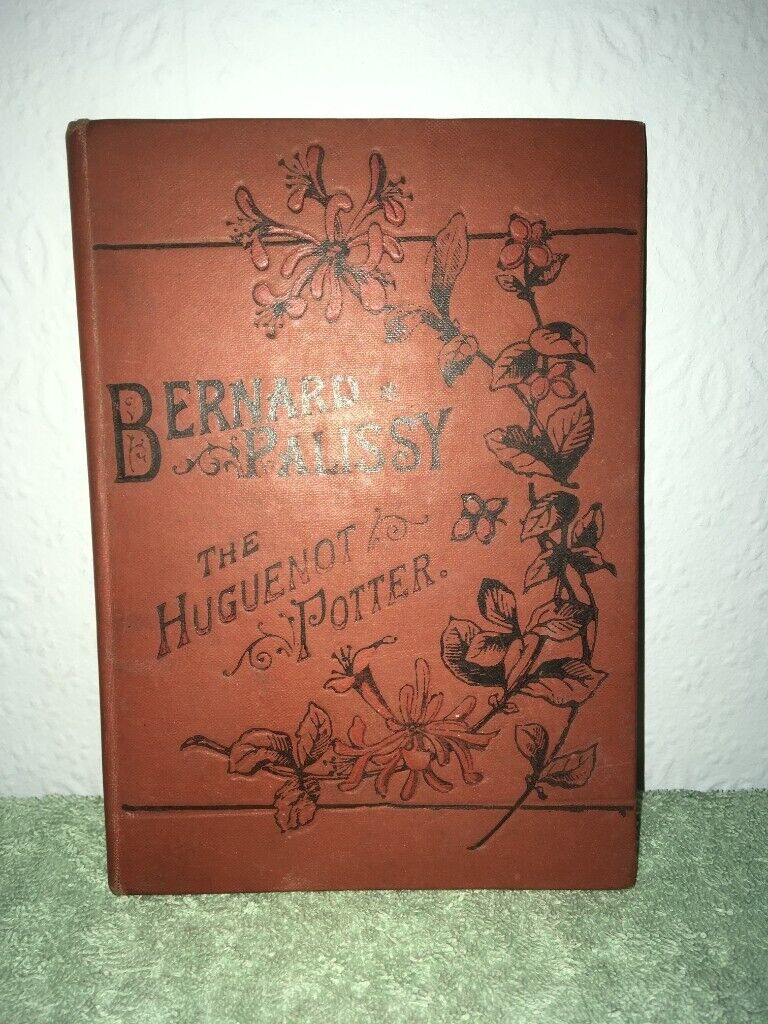 BERNARD
PALISSY
THE
HUGUENOT
POTTER.